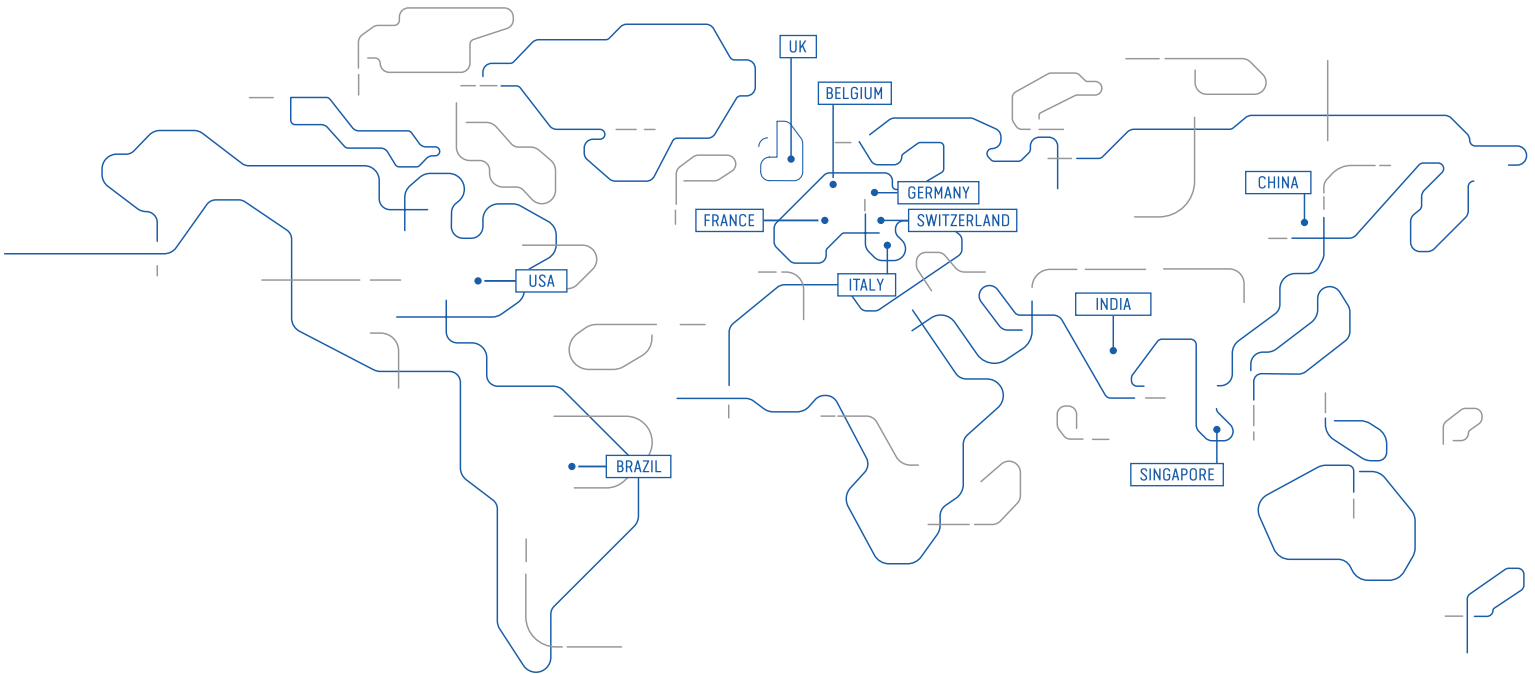 UK
BELGIUM
CHINA
GERMANY
FRANCE
SWITZERLAND
USA
ITALY
INDIA
BRAZIL
SINGAPORE